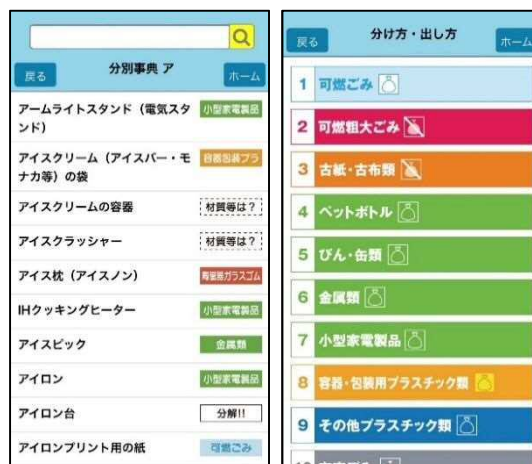 戻る
分別事典 ア
ホーム
アームライトスタンド（電気スタ
ンド）
小型家電製品
アイスクリーム（アイスバー・モ
ナカ等）の袋
容器包装プラ
アイスクリームの容器
材質等は？
アイスクラッシャー
材質等は？
アイス枕（アイスノン）
IHクッキングヒーター
小型家電製品
アイスピック
金属類
アイロン
小型家電製品
アイロン台
分解!!
アイロンプリント用の紙
可燃ごみ
戻る
分け方・出し方
ホーム
1 可燃ごみ
2 可燃粗大ごみ
3 古紙・古布類
4 ペットボトル
5 びん・缶類
6 金属類
7 小型家電製品
8 容器・包装用プラスチック類
9 その他プラスチック類